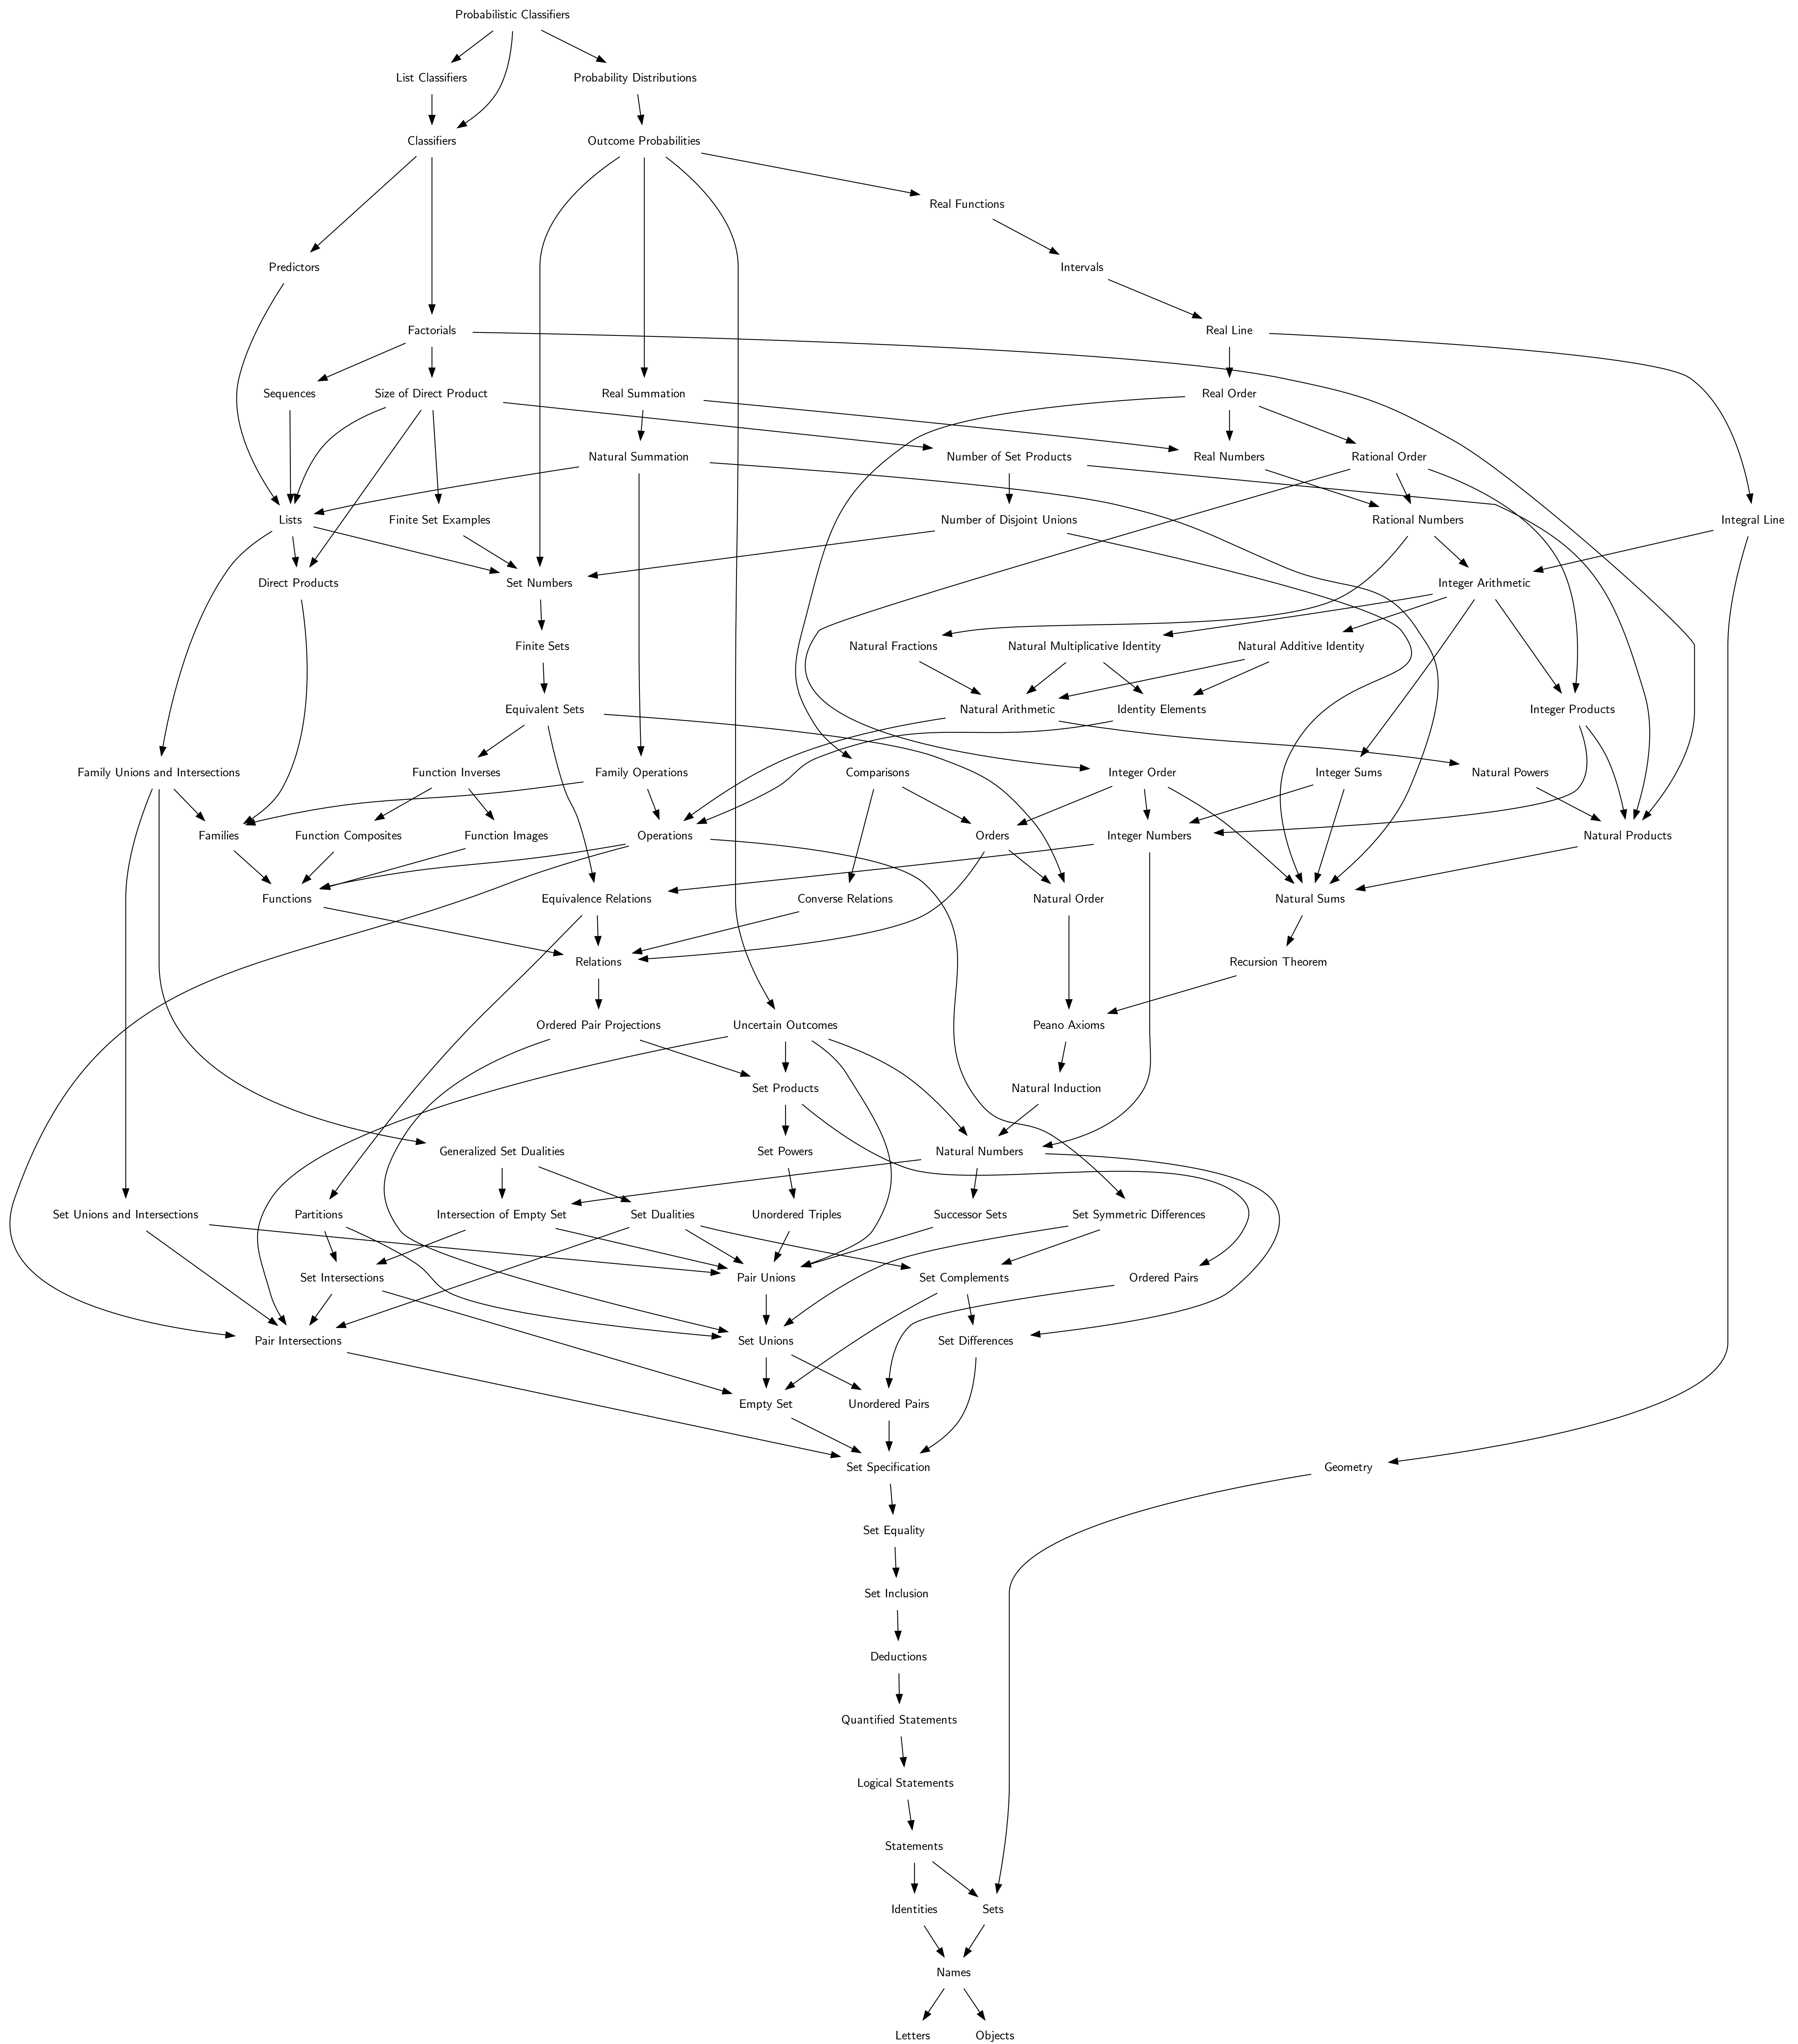 Probabilistic Classifiers
List Classifiers
Probability Distributions
Classifiers
Outcome Probabilities
Real Functions
Predictors
Intervals
Factorials
Real Line
Sequences
Size of Direct Product
Real Summation
Real Order
Natural Summation
Number of Set Products
Real Numbers
Rational Order
Lists
Finite Set Examples
Number of Disjoint Unions
Rational Numbers
Integral Line
Direct Products
Set Numbers
Integer Arithmetic
Finite Sets
Natural Fractions
Natural Multiplicative Identity
Natural Additive Identity
Equivalent Sets
Natural Arithmetic
Identity Elements
Integer Products
Family Unions and Intersections
Function Inverses
Family Operations
Comparisons
Integer Order
Integer Sums
Natural Powers
Families
Function Composites
Function Images
Operations
Orders
Integer Numbers
Natural Products
Functions
Equivalence Relations
Converse Relations
Natural Order
Natural Sums
Relations
Recursion Theorem
Ordered Pair Projections
Uncertain Outcomes
Peano Axioms
Set Products
Natural Induction
Generalized Set Dualities
Set Powers
Natural Numbers
Set Unions and Intersections
Partitions
Intersection of Empty Set
Set Dualities
Unordered Triples
Successor Sets
Set Symmetric Differences
Set Intersections
Pair Unions
Set Complements
Ordered Pairs
Pair Intersections
Set Unions
Set Differences
Empty Set
Unordered Pairs
Set Specification
Geometry
Set Equality
Set Inclusion
Deductions
Quantified Statements
Logical Statements
Statements
Identities
Sets
Names
Letters
Objects